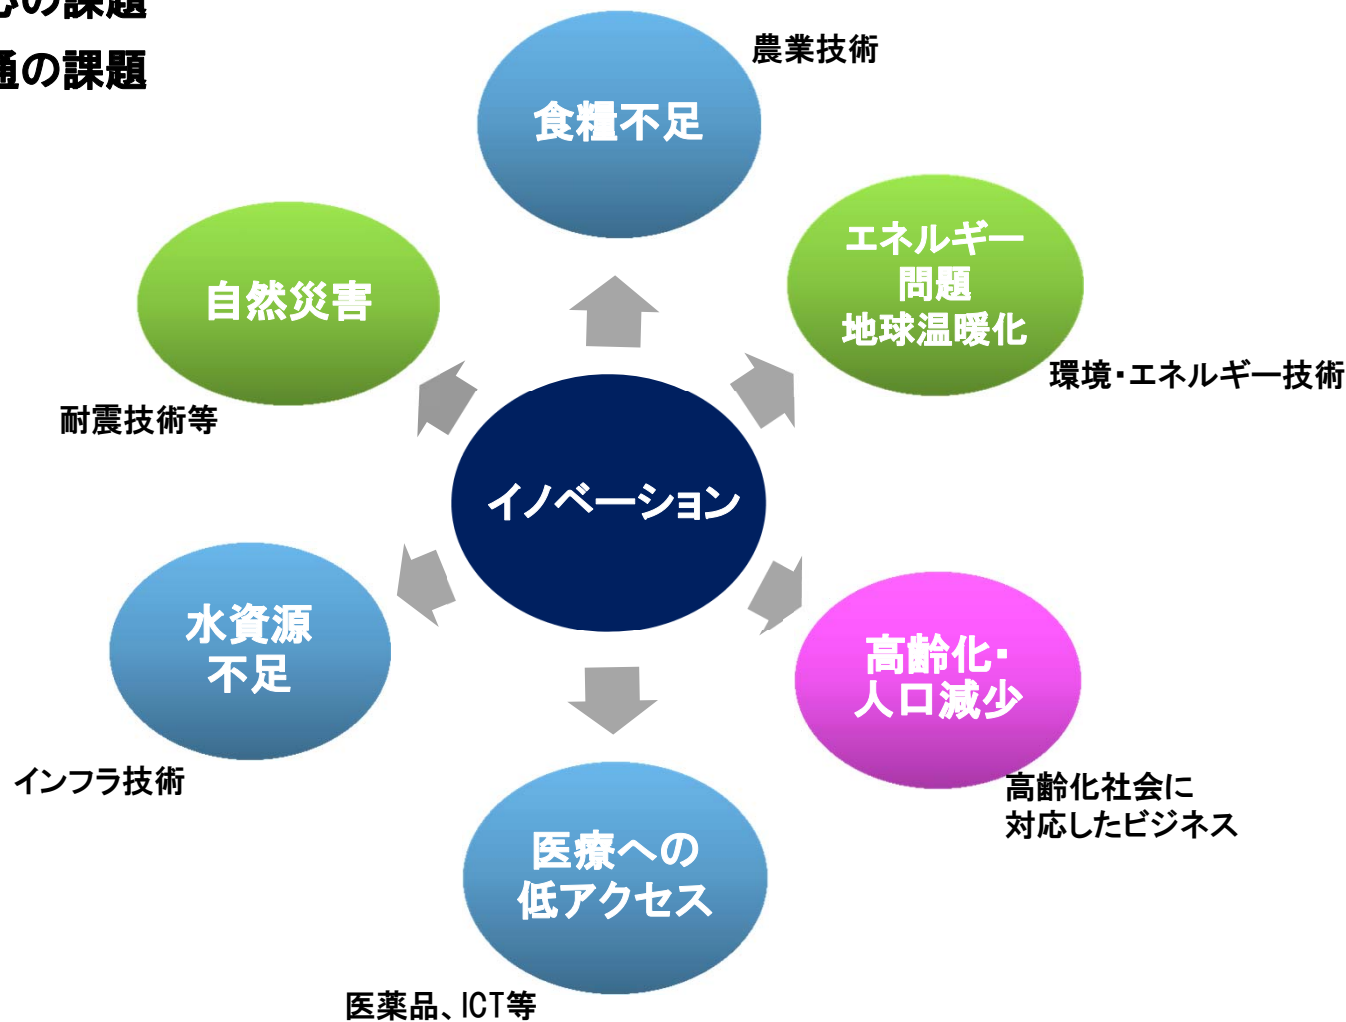 の課題
通の課題
農業技術
食糧不足
エネルギー
問題
地球温暖化
環境・エネルギー技術
自然災害
耐震技術等
イノベーション
水資源
不足
インフラ技術
高齢化・
人口減少
高齢化社会に
対応したビジネス
医療への
低アクセス
医薬品、ICT等